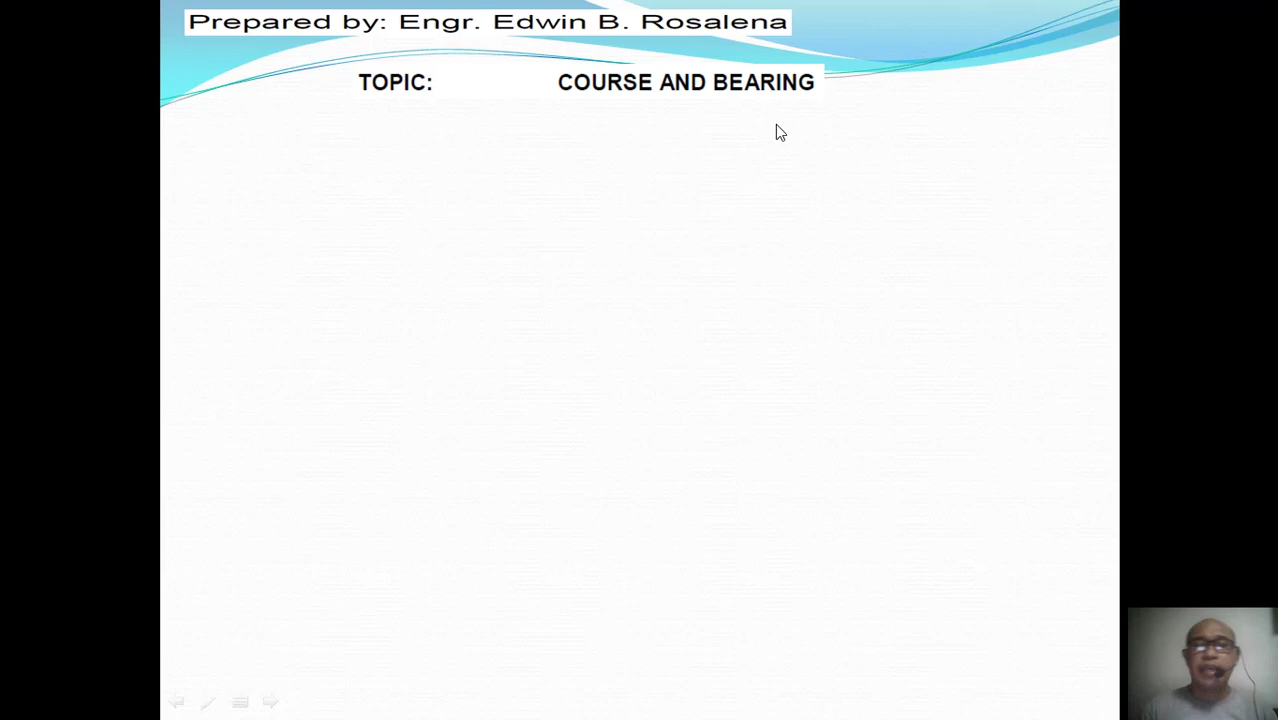 Prepared by: Engr. Edwin B. Rosalena
TOPIC: COURSE AND BEARING